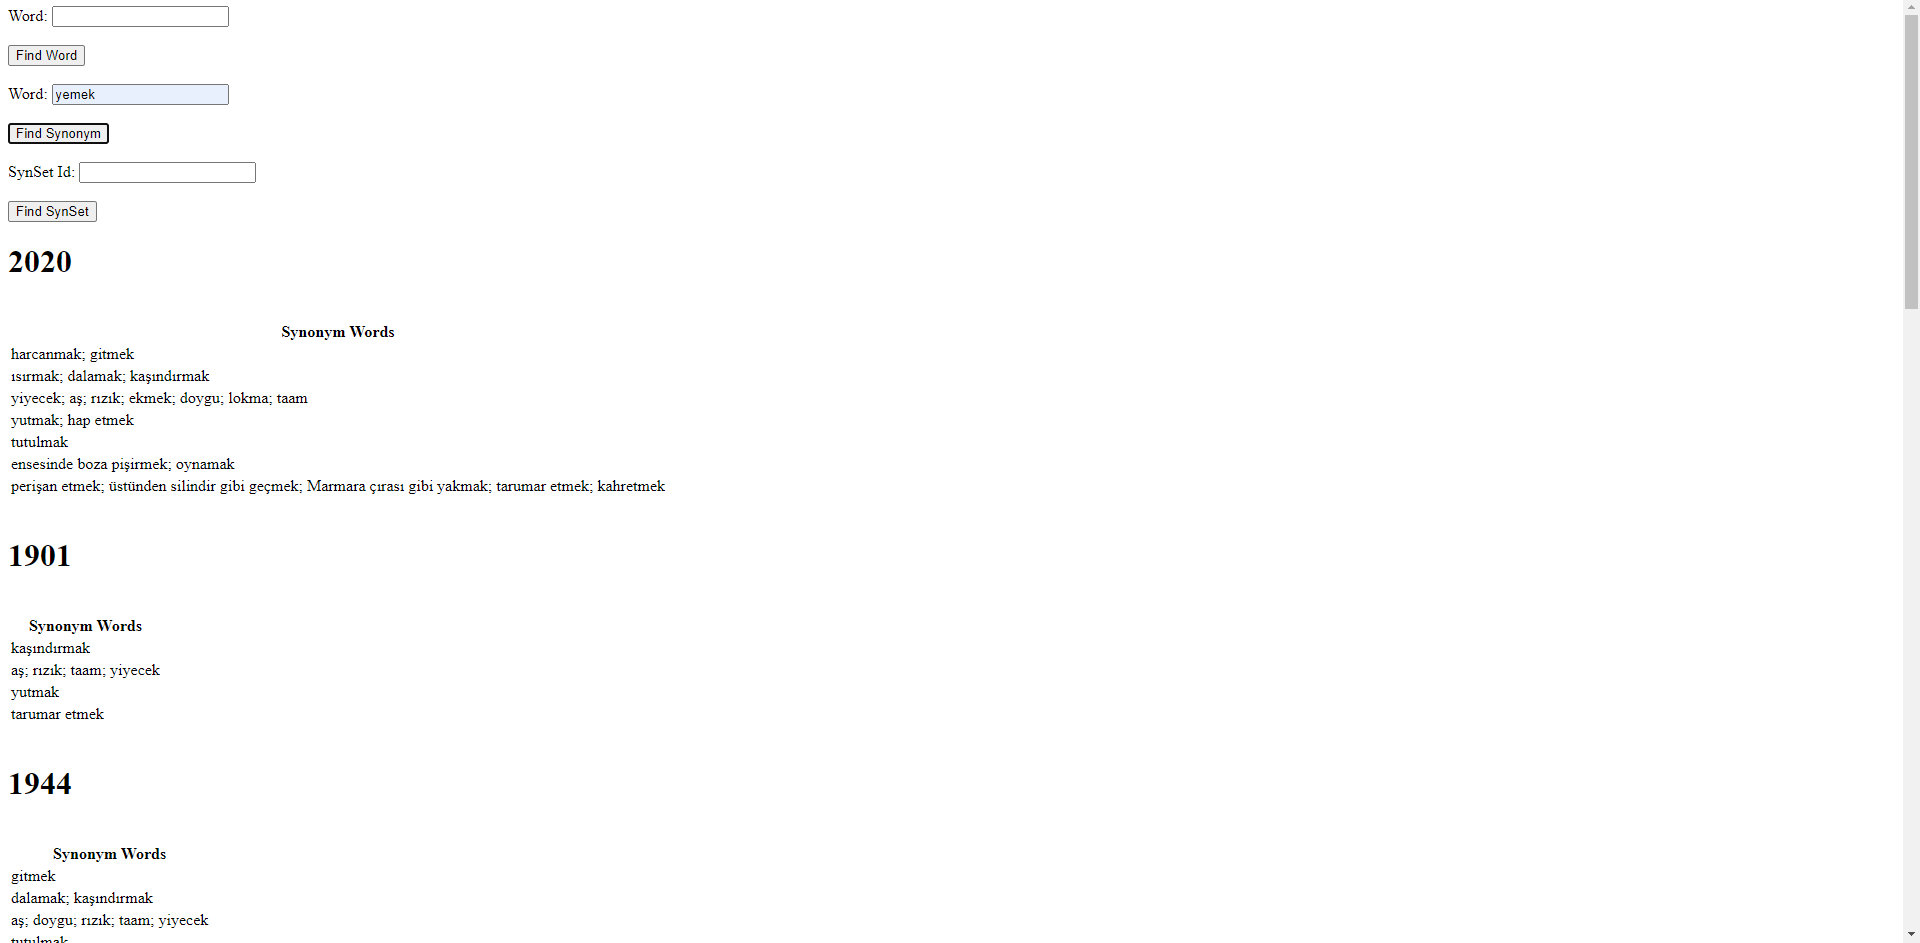 Word:
Find Word
Word: yemek
Find Synonym
SynSet Id:
Find SynSet
2020
Synonym Words
harcanmak; gitmek
ısırmak; dalamak; kaşındırmak
yiyecek; aş; rızık; ekmek; doygu; lokma; taam
yutmak; hap etmek
tutulmak
ensesinde boza pişirmek; oynamak
perişan etmek; üstünden silindir gibi geçmek; Marmara çırası gibi yakmak; tarumar etmek; kahretmek
1901
Synonym Words
kaşındırmak
aş; rızık; taam; yiyecek
yutmak
tarumar etmek
1944
Synonym Words
gitmek
dalamak; kaşındırmak
aş; doygu; rızık; taam; yiyecek
tutulmak